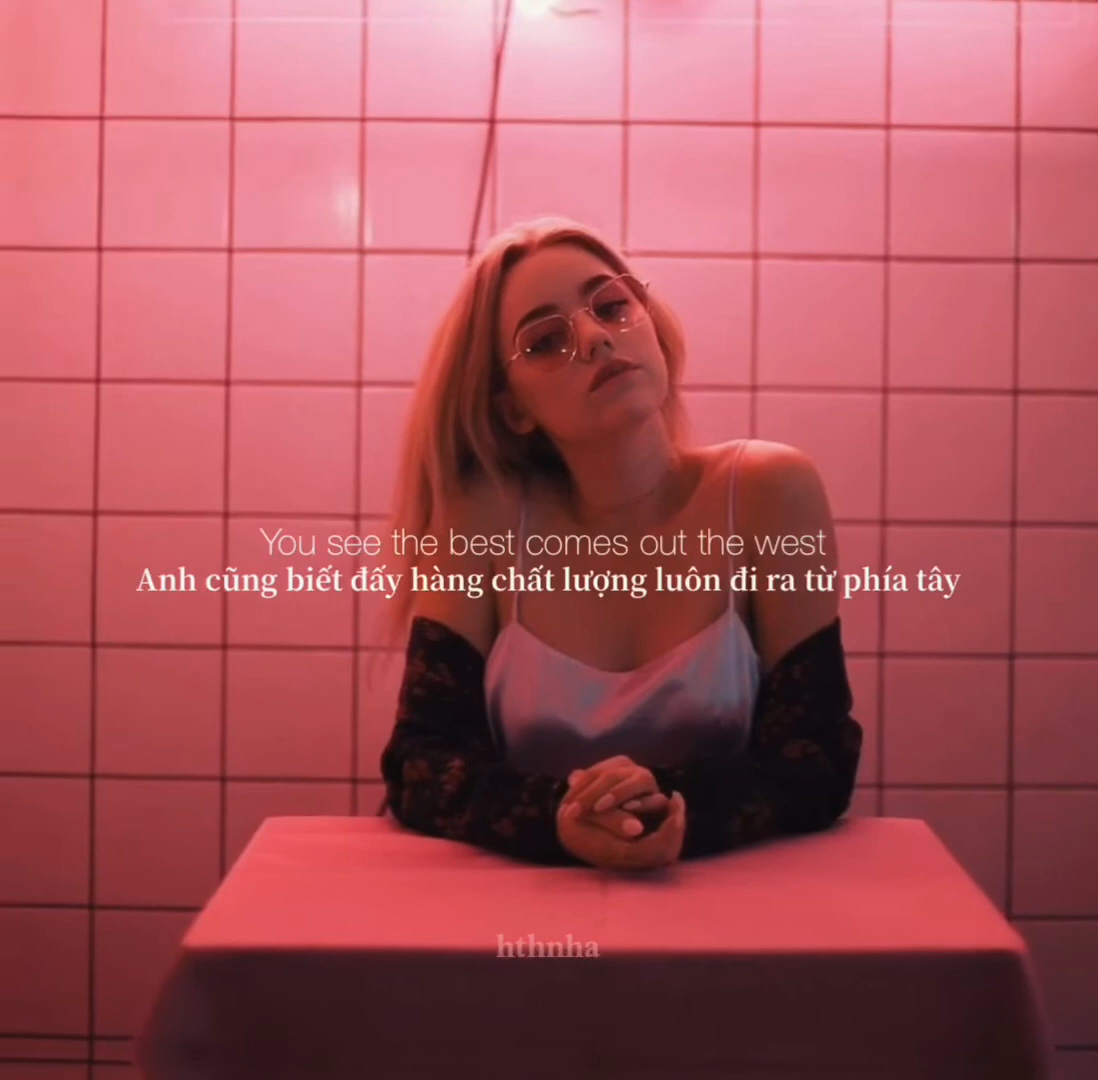 You see the best comes out the west
Anh cũng biết đấy hàng chất lượng luôn đi ra từ phía tây
hthnha